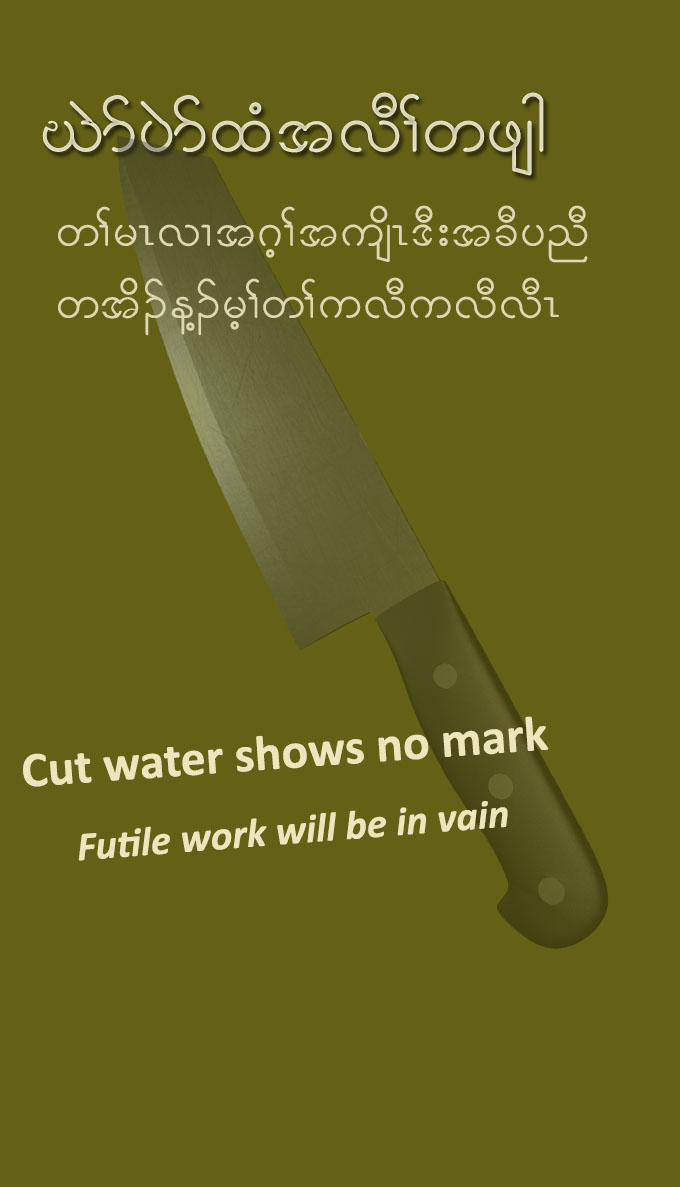 ဃဲာ်ပဲာ်ထံအလီၢ်တဖျါ
တၢ်မၤလၢအဂ့ၢ်အကျိၤဒီးအခီပညီ
တအိၣ်န့ၣ်မ့ၢ်တၢ်ကလီကလီလီၤ
Cut water shows no mark
Futile work will be in vain